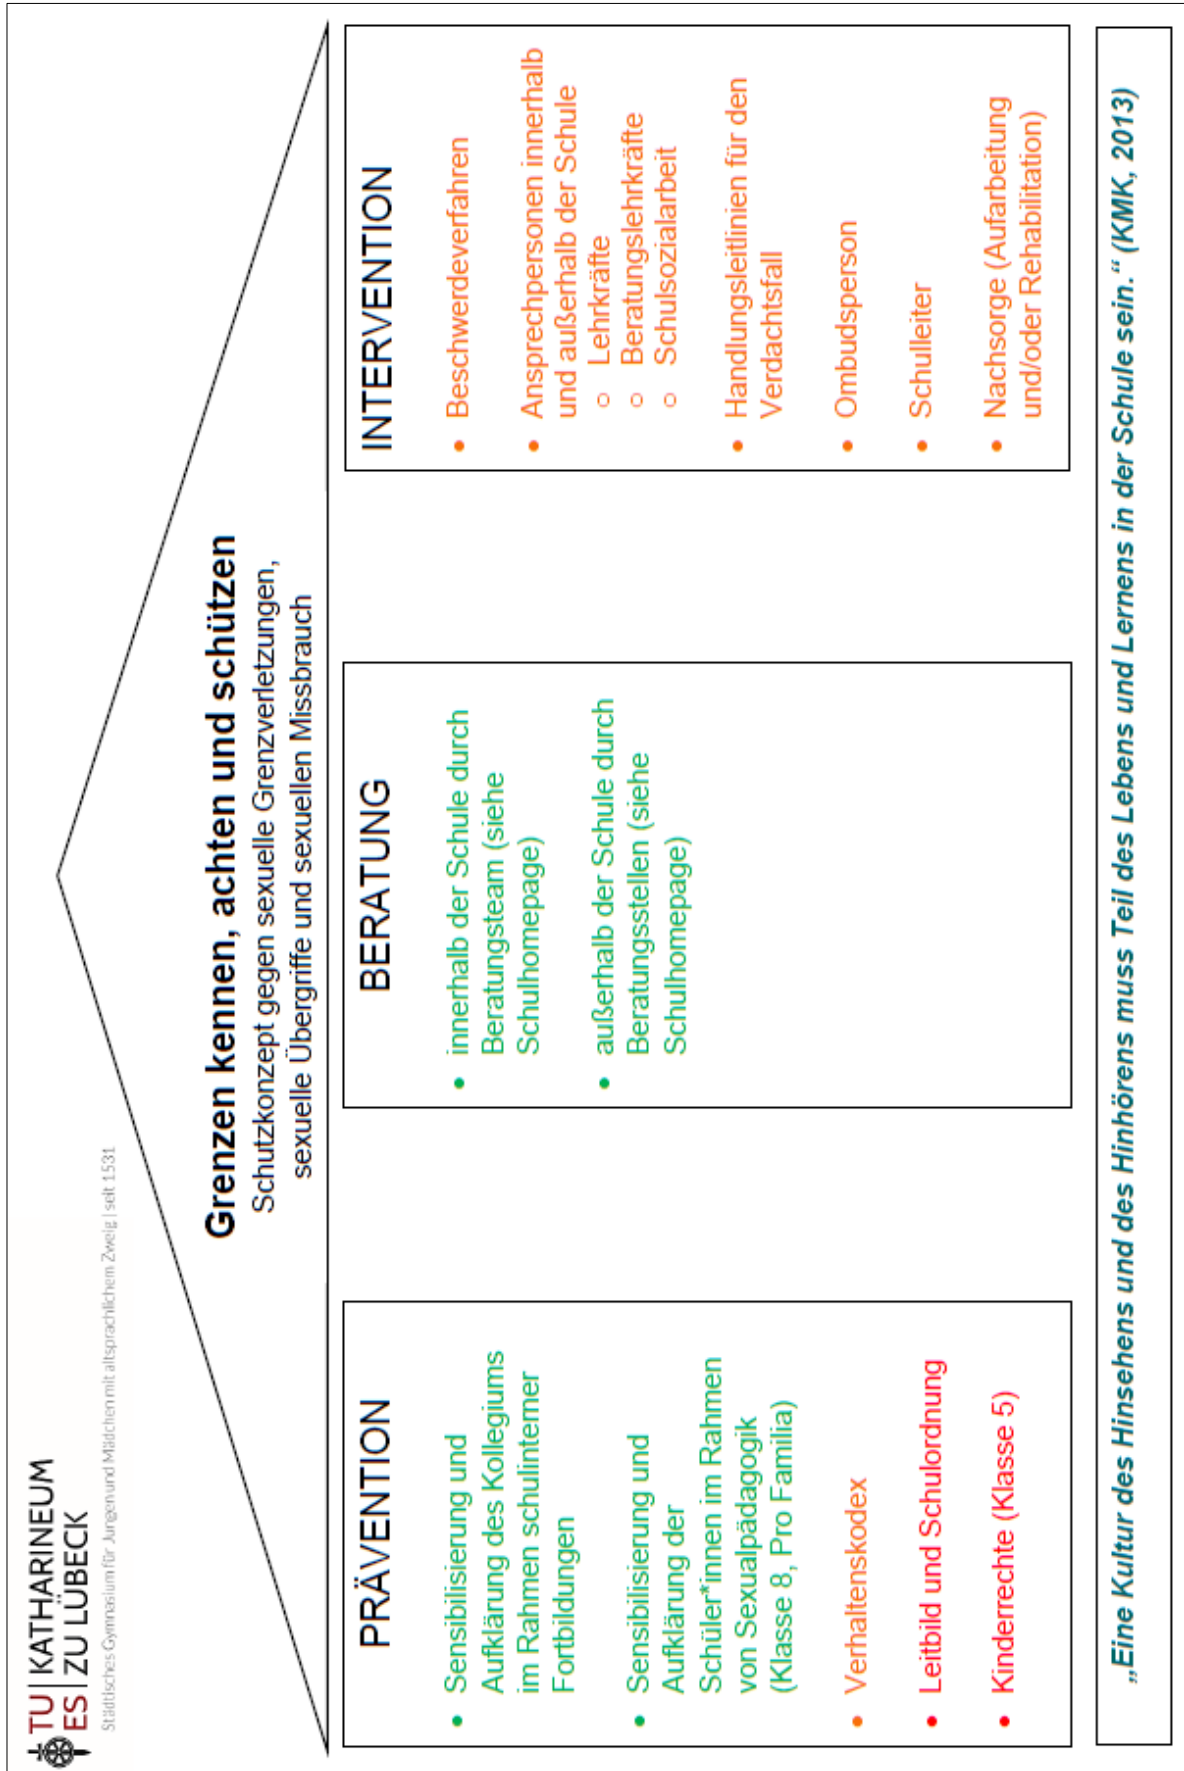 TU | KATHARINEUM
ES | ZU LÜBECK
Städtisches Gymnasium für Jungen und Mädchen mit altsprachlichem Zweig | seit 1531
Grenzen kennen, achten und schützen
Schutzkonzept gegen sexuelle Grenzverletzungen,
sexuelle Übergriffe und sexuellen Missbrauch
PRÄVENTION
• Sensibilisierung und
Aufklärung des Kollegiums
im Rahmen schulinterner
Fortbildungen
• Sensibilisierung und
Aufklärung der
Schüler*innen im Rahmen
von Sexualpädagogik
(Klasse 8, Pro Familia)
• Verhaltenskodex
• Leitbild und Schulordnung
• Kinderrechte (Klasse 5)
BERATUNG
• innerhalb der Schule durch
Beratungsteam (siehe
Schulhomepage)
• außerhalb der Schule durch
Beratungsstellen (siehe
Schulhomepage)
INTERVENTION
• Beschwerdeverfahren
• Ansprechpersonen innerhalb
und außerhalb der Schule
○ Lehrkräfte
○ Beratungslehrkräfte
○ Schulsozialarbeit
• Handlungsleitlinien für den
Verdachtsfall
• Ombudsperson
• Schulleiter
• Nachsorge (Aufarbeitung
und/oder Rehabilitation)
„Eine Kultur des Hinsehens und des Hinhörens muss Teil des Lebens und Lernens in der Schule sein.“ (KMK, 2013)